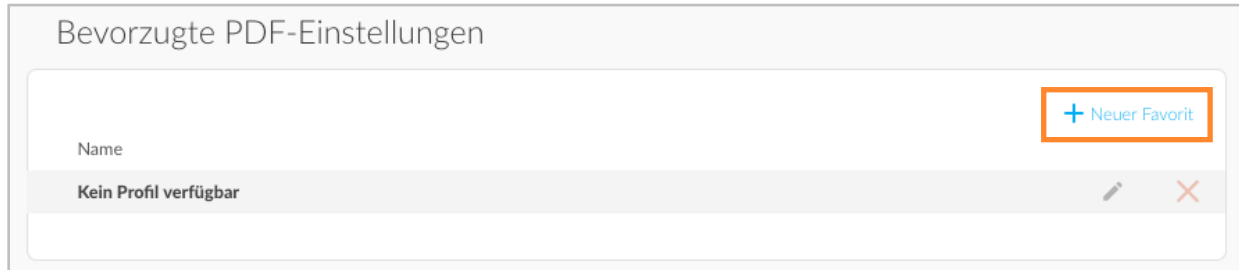 Bevorzugte PDF-Einstellungen
+ Neuer Favorit
Name
Kein Profil verfügbar